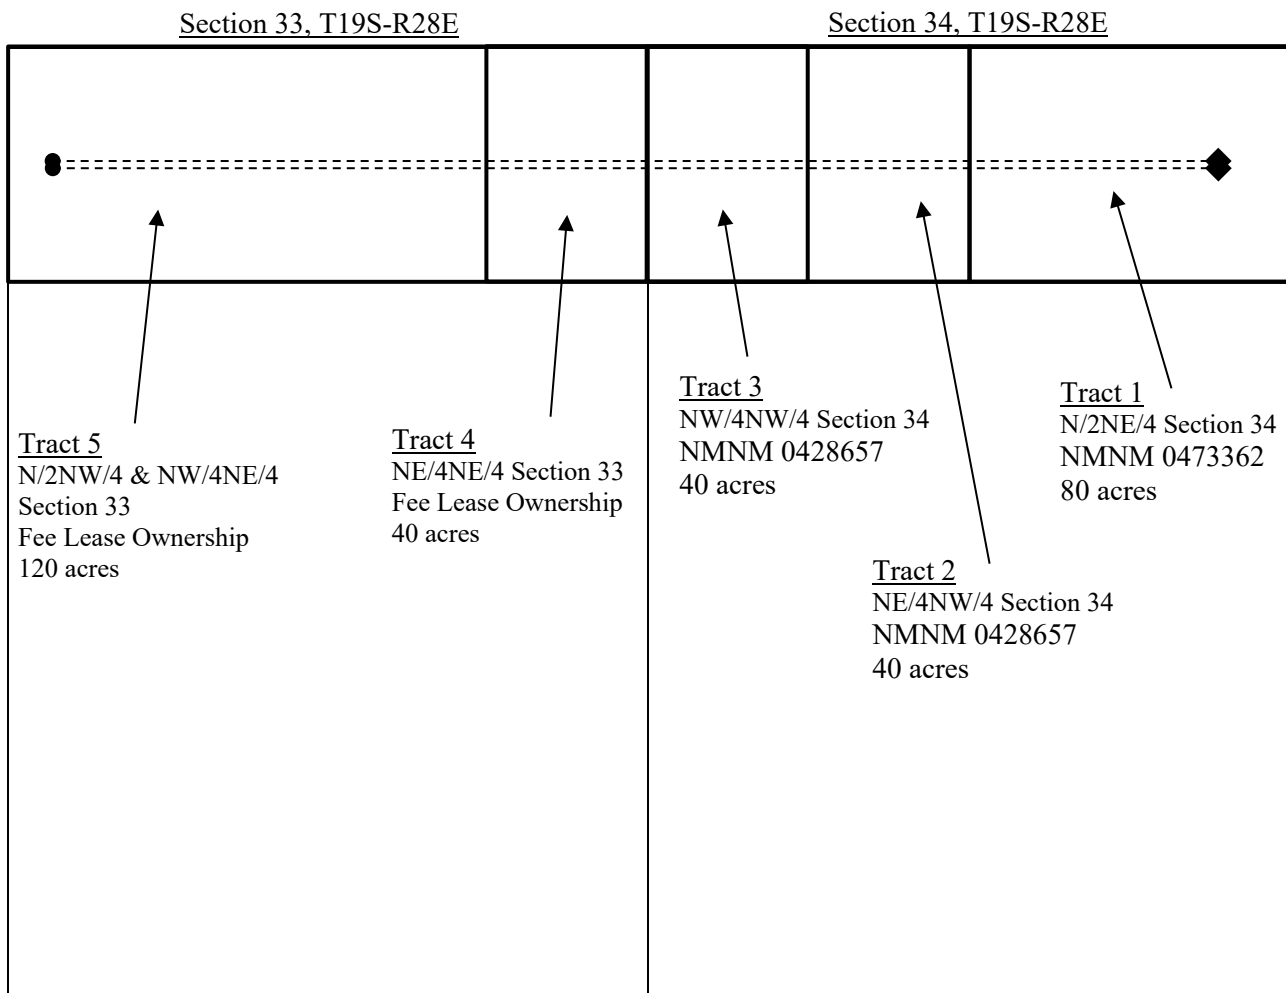 Section 33, T19S-R28E
Section 34, T19S-R28E
Tract 5
N/2NW/4 & NW/4NE/4
Section 33
Fee Lease Ownership
120 acres
Tract 4
NE/4NE/4 Section 33
Fee Lease Ownership
40 acres
Tract 3
NW/4NW/4 Section 34
NMNM 0428657
40 acres
Tract 2
NE/4NW/4 Section 34
NMNM 0428657
40 acres
Tract 1
N/2NE/4 Section 34
NMNM 0473362
80 acres